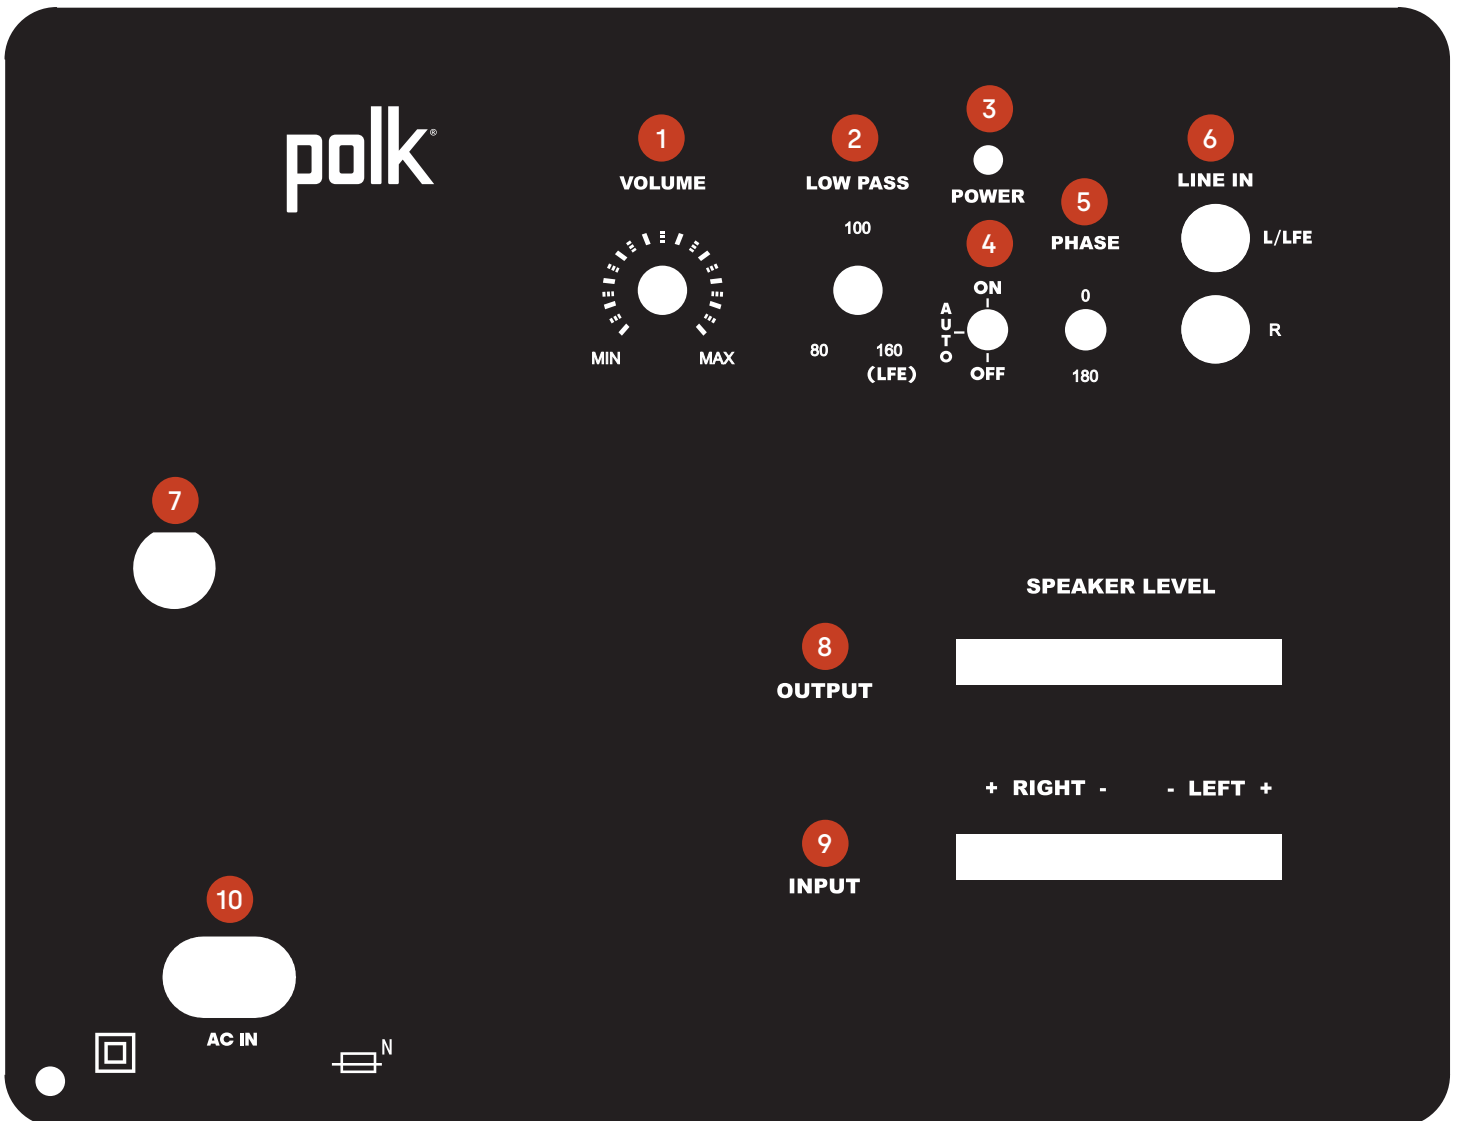 polk®
1
VOLUME
MIN
MAX
2
LOW PASS
100
80
160
(LFE)
3
POWER
4
ON
AUTO
OFF
5
PHASE
0
180
6
LINE IN
L/LFE
R
7
SPEAKER LEVEL
8
OUTPUT
+ RIGHT - - LEFT +
9
INPUT
10
AC IN
N